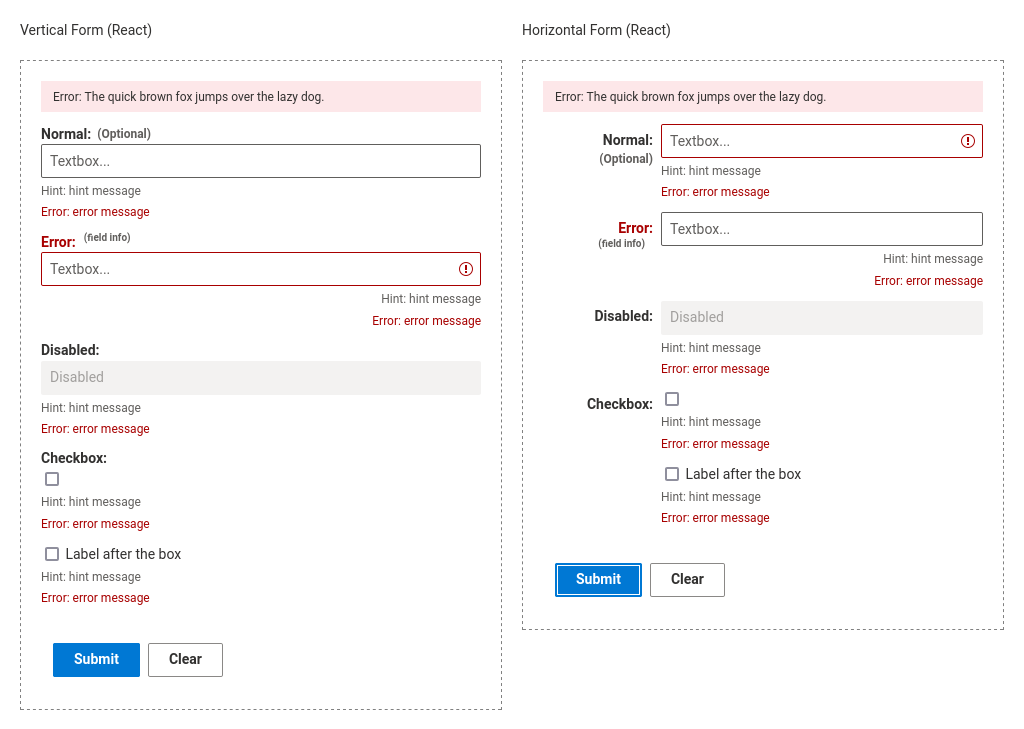 Vertical Form (React)
Error: The quick brown fox jumps over the lazy dog.
Normal: (Optional)
Textbox...
Hint: hint message
Error: error message
Error: (field info)
Textbox...
Hint: hint message
Error: error message
Disabled:
Disabled
Hint: hint message
Error: error message
Checkbox:
Hint: hint message
Error: error message
Label after the box
Hint: hint message
Error: error message
Submit Clear
Horizontal Form (React)
Error: The quick brown fox jumps over the lazy dog.
Normal: Textbox...
(Optional)
Hint: hint message
Error: error message
Error: Textbox...
(field info)
Hint: hint message
Error: error message
Disabled: Disabled
Hint: hint message
Error: error message
Checkbox:
Hint: hint message
Error: error message
Label after the box
Hint: hint message
Error: error message
Submit Clear